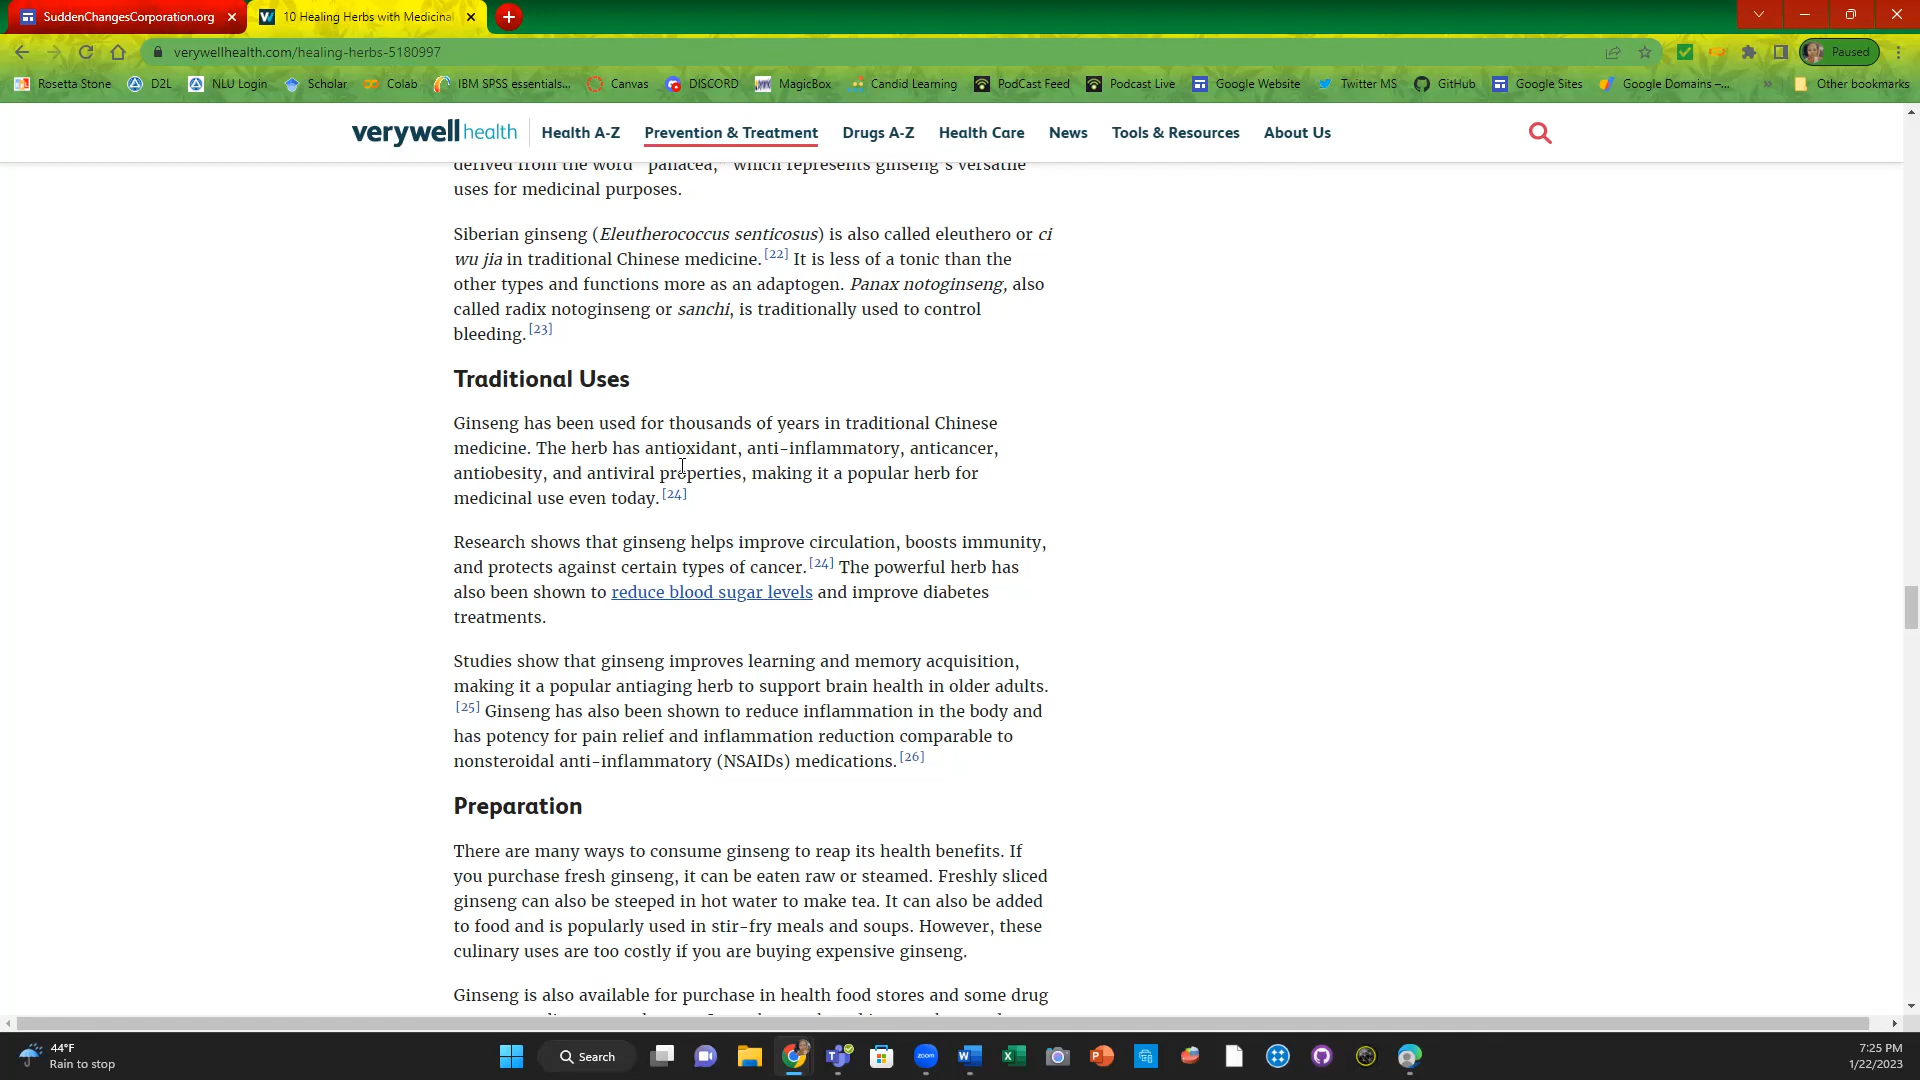 SuddenChangesCorporation.org
10 Healing Herbs with Medicinal
verywellhealth.com/healing-herbs-5180997
Paused
Rosetta Stone D2L NLU Login Scholar Colab IBM SPSS essentials... Canvas DISCORD MagicBox Candid Learning PodCast Feed Podcast Live Google Website Twitter MS GitHub Google Sites Google Domains –... » Other bookmarks
verywell health Health A-Z Prevention & Treatment Drugs A-Z Health Care News Tools & Resources About Us
derived from the word "panacea," which represents ginseng's versatile
uses for medicinal purposes.
Siberian ginseng (Eleutherococcus senticosus) is also called eleuthero or ci
wu jia in traditional Chinese medicine.[22] It is less of a tonic than the
other types and functions more as an adaptogen. Panax notoginseng, also
called radix notoginseng or sanchi, is traditionally used to control
bleeding.[23]
Traditional Uses
Ginseng has been used for thousands of years in traditional Chinese
medicine. The herb has antioxidant, anti-inflammatory, anticancer,
antiobesity, and antiviral properties, making it a popular herb for
medicinal use even today.[24]
Research shows that ginseng helps improve circulation, boosts immunity,
and protects against certain types of cancer.[24] The powerful herb has
also been shown to reduce blood sugar levels and improve diabetes
treatments.
Studies show that ginseng improves learning and memory acquisition,
making it a popular antiaging herb to support brain health in older adults.
[25] Ginseng has also been shown to reduce inflammation in the body and
has potency for pain relief and inflammation reduction comparable to
nonsteroidal anti-inflammatory (NSAIDs) medications.[26]
Preparation
There are many ways to consume ginseng to reap its health benefits. If
you purchase fresh ginseng, it can be eaten raw or steamed. Freshly sliced
ginseng can also be steeped in hot water to make tea. It can also be added
to food and is popularly used in stir-fry meals and soups. However, these
culinary uses are too costly if you are buying expensive ginseng.
Ginseng is also available for purchase in health food stores and some drug
44°F
Rain to stop
Search
zoom
7:25 PM
1/22/2023